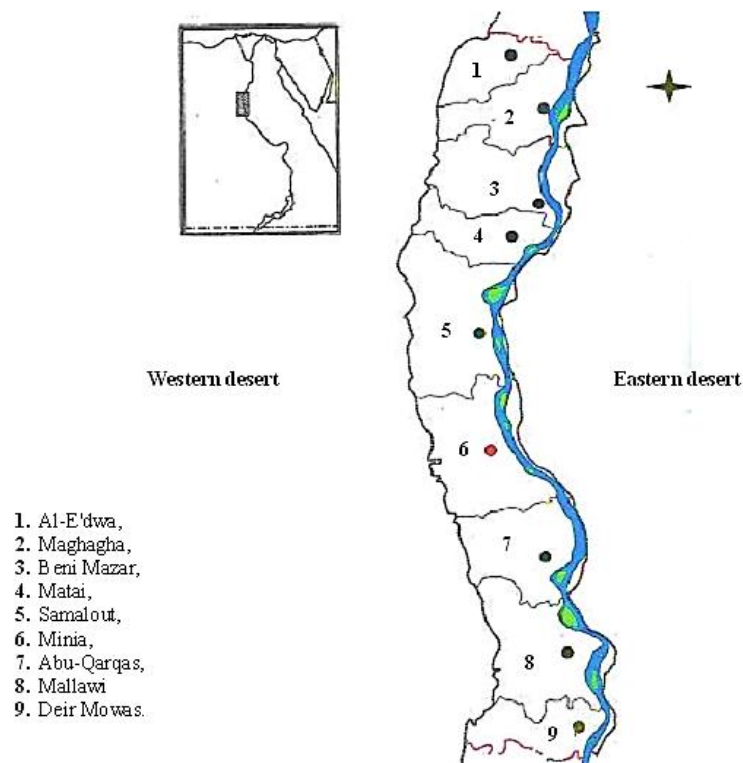 1
2
3
4
5
Western desert
Eastern desert
6
7
8
9
1. Al-E'dwa,
2. Maghagha,
3. Beni Mazar,
4. Matai,
5. Samalout,
6. Minia,
7. Abu-Qarqas,
8. Mallawi
9. Deir Mowas.